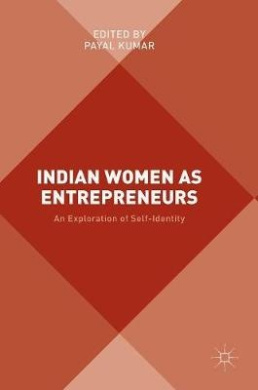 EDITED BY
PAYAL KUMAR
INDIAN WOMEN AS
ENTREPRENEURS
An Exploration of Self-Identity